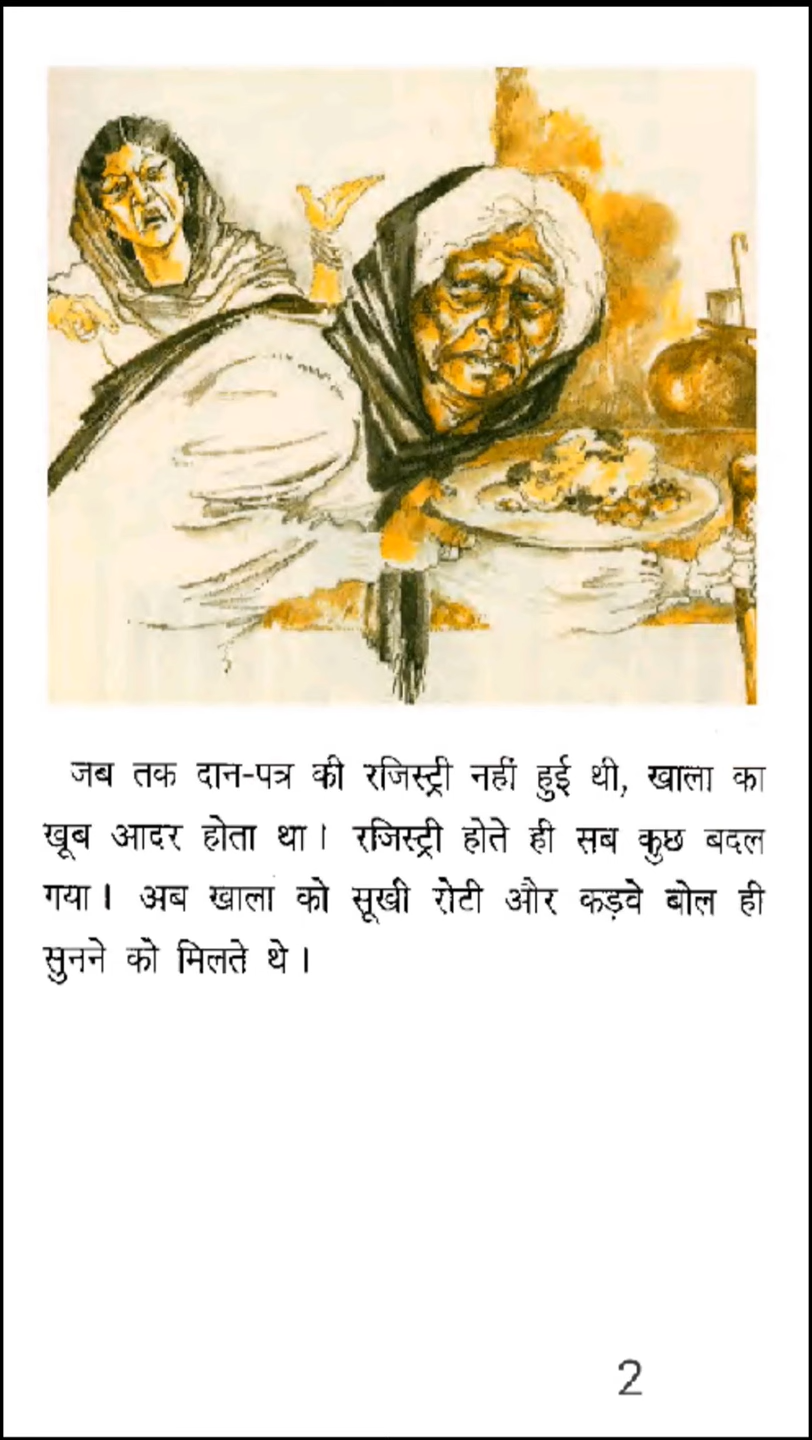 जब तक दान-पत्र की रजिस्ट्री नहीं हुई थी, खाला का
खूब आदर होता था। रजिस्ट्री होते ही सब कुछ बदल
गया। अब खाला को सूखी रोटी और कड़वे बोल ही
सुनने को मिलते थे।
2